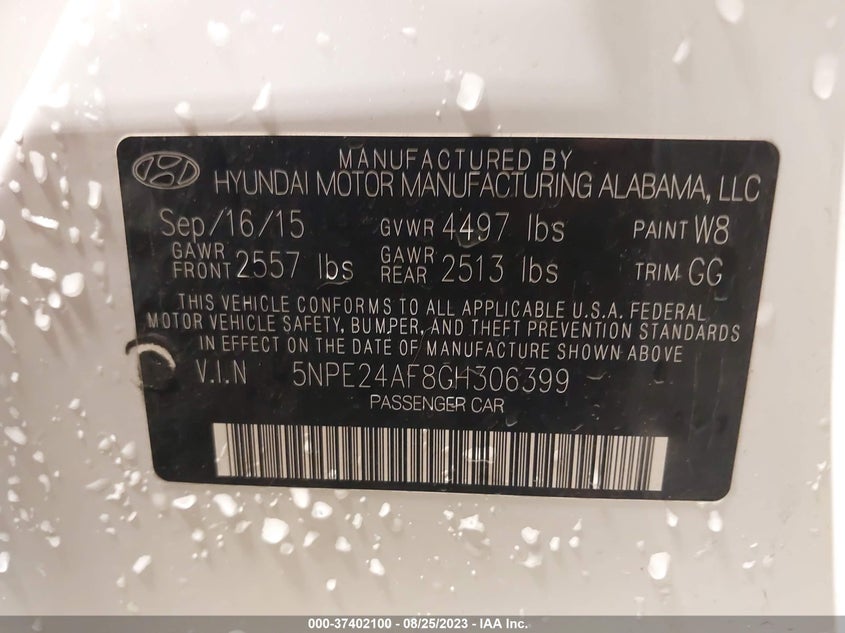 MANUFACTURED BY
HYUNDAI MOTOR MANUFACTURING ALABAMA, LLC
Sep/16/15 GVWR 4497 lbs PAINT W8
GAWR FRONT 2557 lbs GAWR REAR 2513 lbs TRIM GG
THIS VEHICLE CONFORMS TO ALL APPLICABLE U.S.A. FEDERAL
MOTOR VEHICLE SAFETY, BUMPER, AND THEFT PREVENTION STANDARDS
IN EFFECT ON THE DATE OF MANUFACTURE SHOWN ABOVE
V.I.N 5NPE24AF8GH306399
PASSENGER CAR
000-37402100 - 08/25/2023 - IAA Inc.